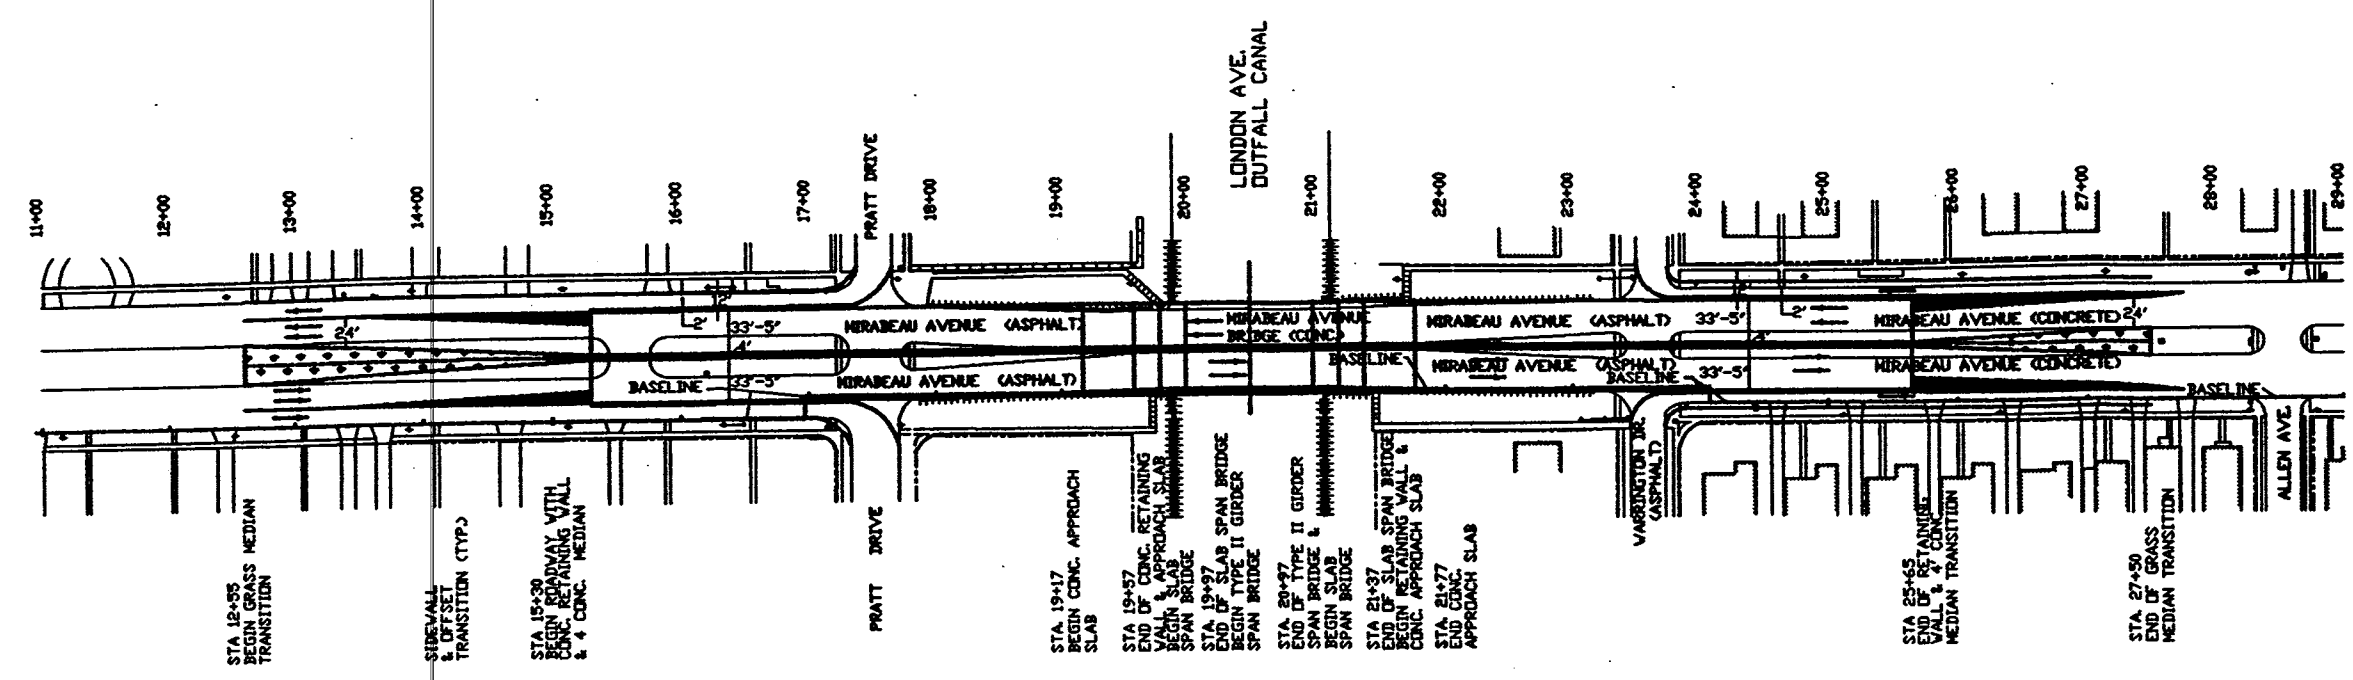 11+00
12+00
13+00
14+00
15+00
16+00
17+00
PRATT DRIVE
18+00
19+00
20+00
LONDON AVE.
OUTFALL CANAL
21+00
22+00
23+00
24+00
25+00
26+00
27+00
28+00
29+00
24'
2'
2'
33'-5"
4'
33'-5"
BASELINE
MIRABEAU AVENUE (ASPHALT)
MIRABEAU AVENUE (ASPHALT)
MIRABEAU AVENUE
BRIDGE (CONC.)
BASELINE
MIRABEAU AVENUE (ASPHALT)
MIRABEAU AVENUE (ASPHALT)
BASELINE
33'-5"
4'
33'-5"
2'
MIRABEAU AVENUE (CONCRETE)
24'
MIRABEAU AVENUE (CONCRETE)
BASELINE
STA 12+55
BEGIN GRASS MEDIAN
TRANSITION
SIDEWALL
& OFFSET
TRANSITION (TYP.)
STA 15+30
BEGIN ROADWAY WITH
CONC. RETAINING WALL
& 4 CONC. MEDIAN
PRATT DRIVE
STA. 19+17
BEGIN CONC. APPROACH
SLAB
STA 19+57
END OF CONC. RETAINING
WALL & APPROACH SLAB
BEGIN SLAB
SPAN BRIDGE
STA. 19+97
END OF SLAB SPAN BRIDGE
BEGIN TYPE II GIRDER
SPAN BRIDGE
STA. 20+97
END OF TYPE II GIRDER
SPAN BRIDGE &
BEGIN SLAB
SPAN BRIDGE
STA. 21+37
END OF SLAB SPAN BRIDGE
BEGIN RETAINING WALL &
CONC. APPROACH SLAB
STA. 21+77
END CONC.
APPROACH SLAB
WARRINGTON DR.
(ASPHALT)
STA 25+65
END OF RETAINING
WALL & 4' CONC
MEDIAN TRANSITION
STA. 27+50
END OF GRASS
MEDIAN TRANSITION
ALLEN AVE.